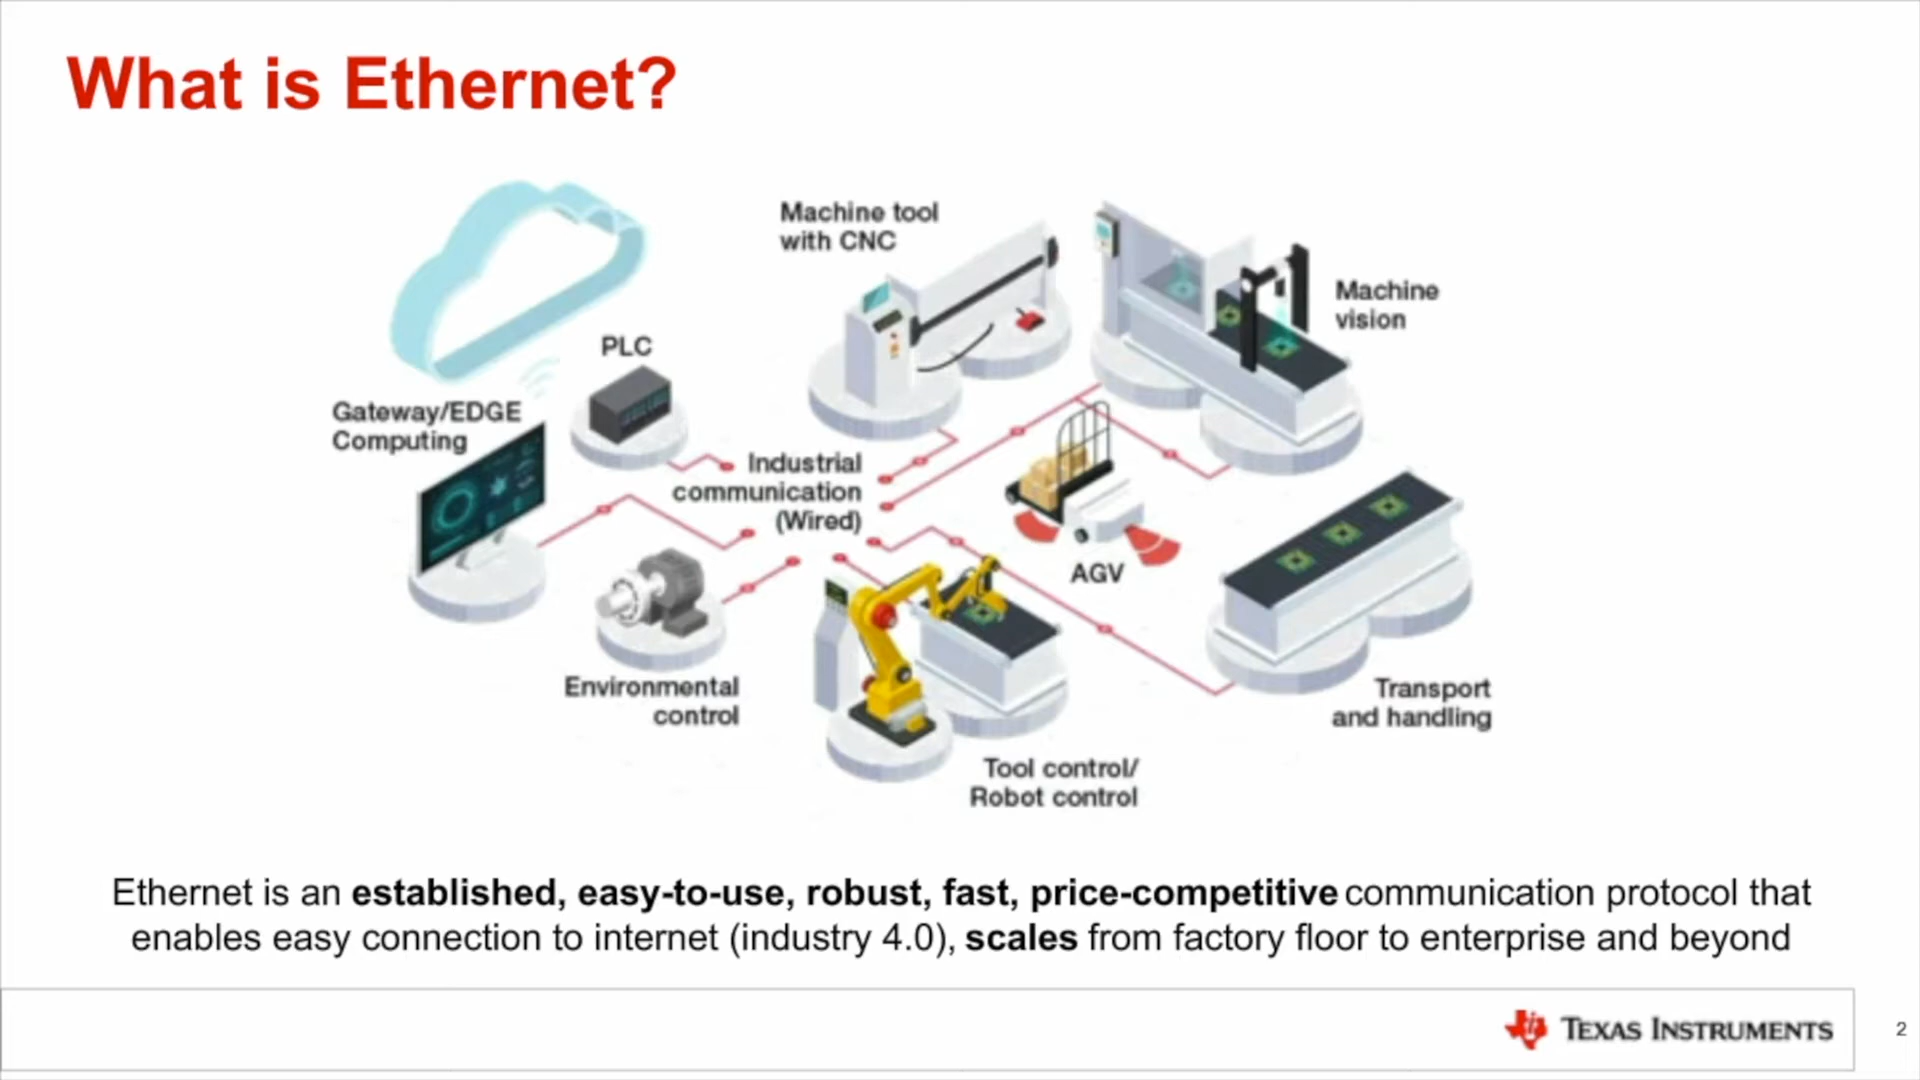 What is Ethernet?
Machine tool
with CNC
Machine
vision
PLC
Gateway/EDGE
Computing
Industrial
communication
(Wired)
AGV
Environmental
control
Transport
and handling
Tool control/
Robot control
Ethernet is an established, easy-to-use, robust, fast, price-competitive communication protocol that
enables easy connection to internet (industry 4.0), scales from factory floor to enterprise and beyond
TEXAS INSTRUMENTS
2